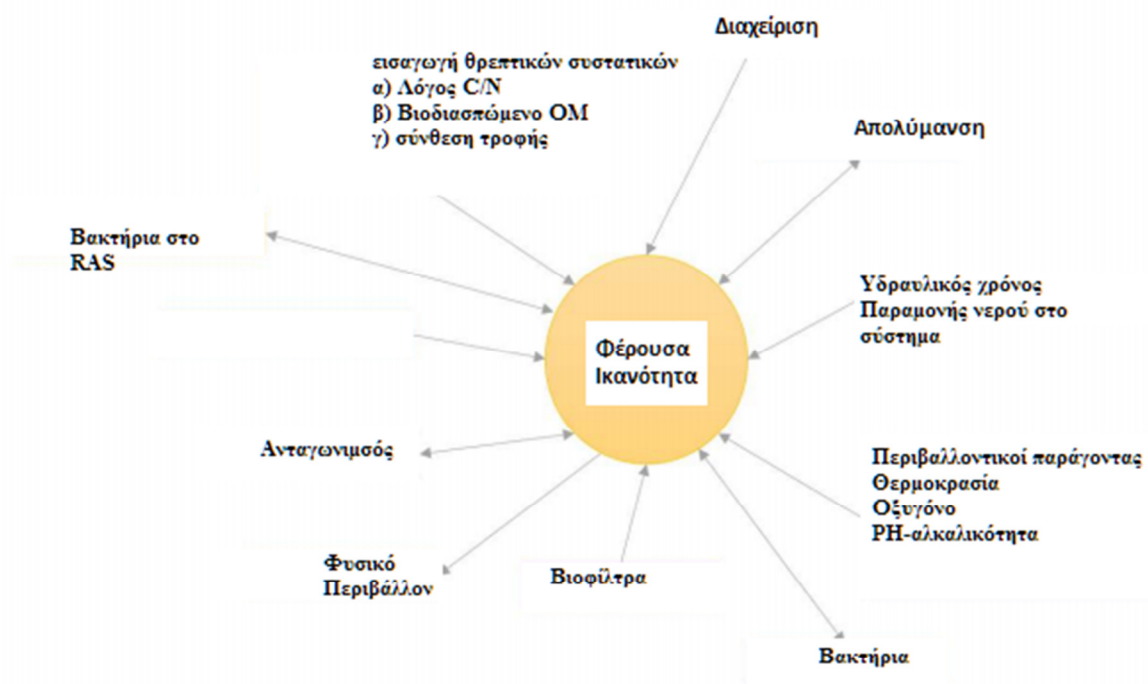 Διαχείριση
εισαγωγή θρεπτικών συστατικών
α) Λόγος C/N
β) Βιοδιασπώμενο ΟΜ
γ) σύνθεση τροφής
Απολύμανση
Βακτήρια στο
RAS
Υδραυλικός χρόνος
Παραμονής νερού στο
σύστημα
Φέρουσα
Ικανότητα
Ανταγωνιμσός
Περιβαλλοντικοί παράγοντας
Θερμοκρασία
Οξυγόνο
PH-αλκαλικότητα
Φυσικό
Περιβάλλον
Βιοφίλτρα
Βακτήρια